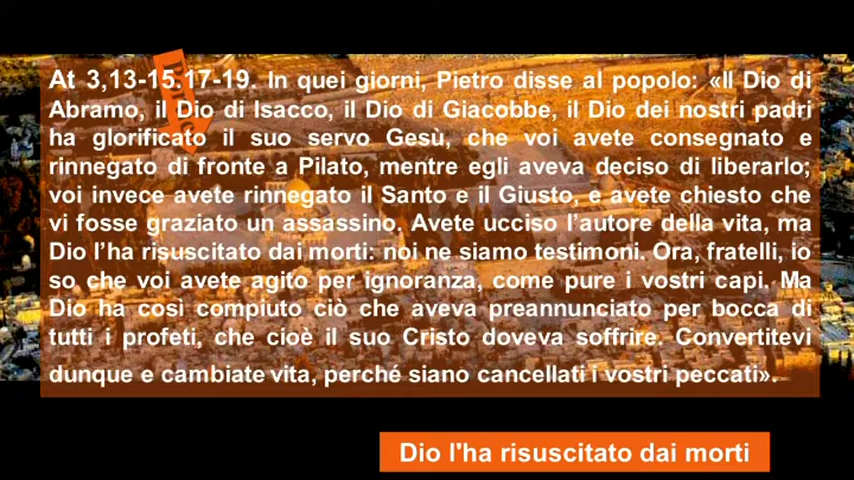 At 3,13-15.17-19. In quei giorni, Pietro disse al popolo: «Il Dio di
Abramo, il Dio di Isacco, il Dio di Giacobbe, il Dio dei nostri padri
ha glorificato il suo servo Gesù, che voi avete consegnato e
rinnegato di fronte a Pilato, mentre egli aveva deciso di liberarlo;
voi invece avete rinnegato il Santo e il Giusto, e avete chiesto che
vi fosse graziato un assassino. Avete ucciso l’autore della vita, ma
Dio l’ha risuscitato dai morti: noi ne siamo testimoni. Ora, fratelli, io
so che voi avete agito per ignoranza, come pure i vostri capi. Ma
Dio ha così compiuto ciò che aveva preannunciato per bocca di
tutti i profeti, che cioè il suo Cristo doveva soffrire. Convertitevi
dunque e cambiate vita, perché siano cancellati i vostri peccati».
Dio l'ha risuscitato dai morti